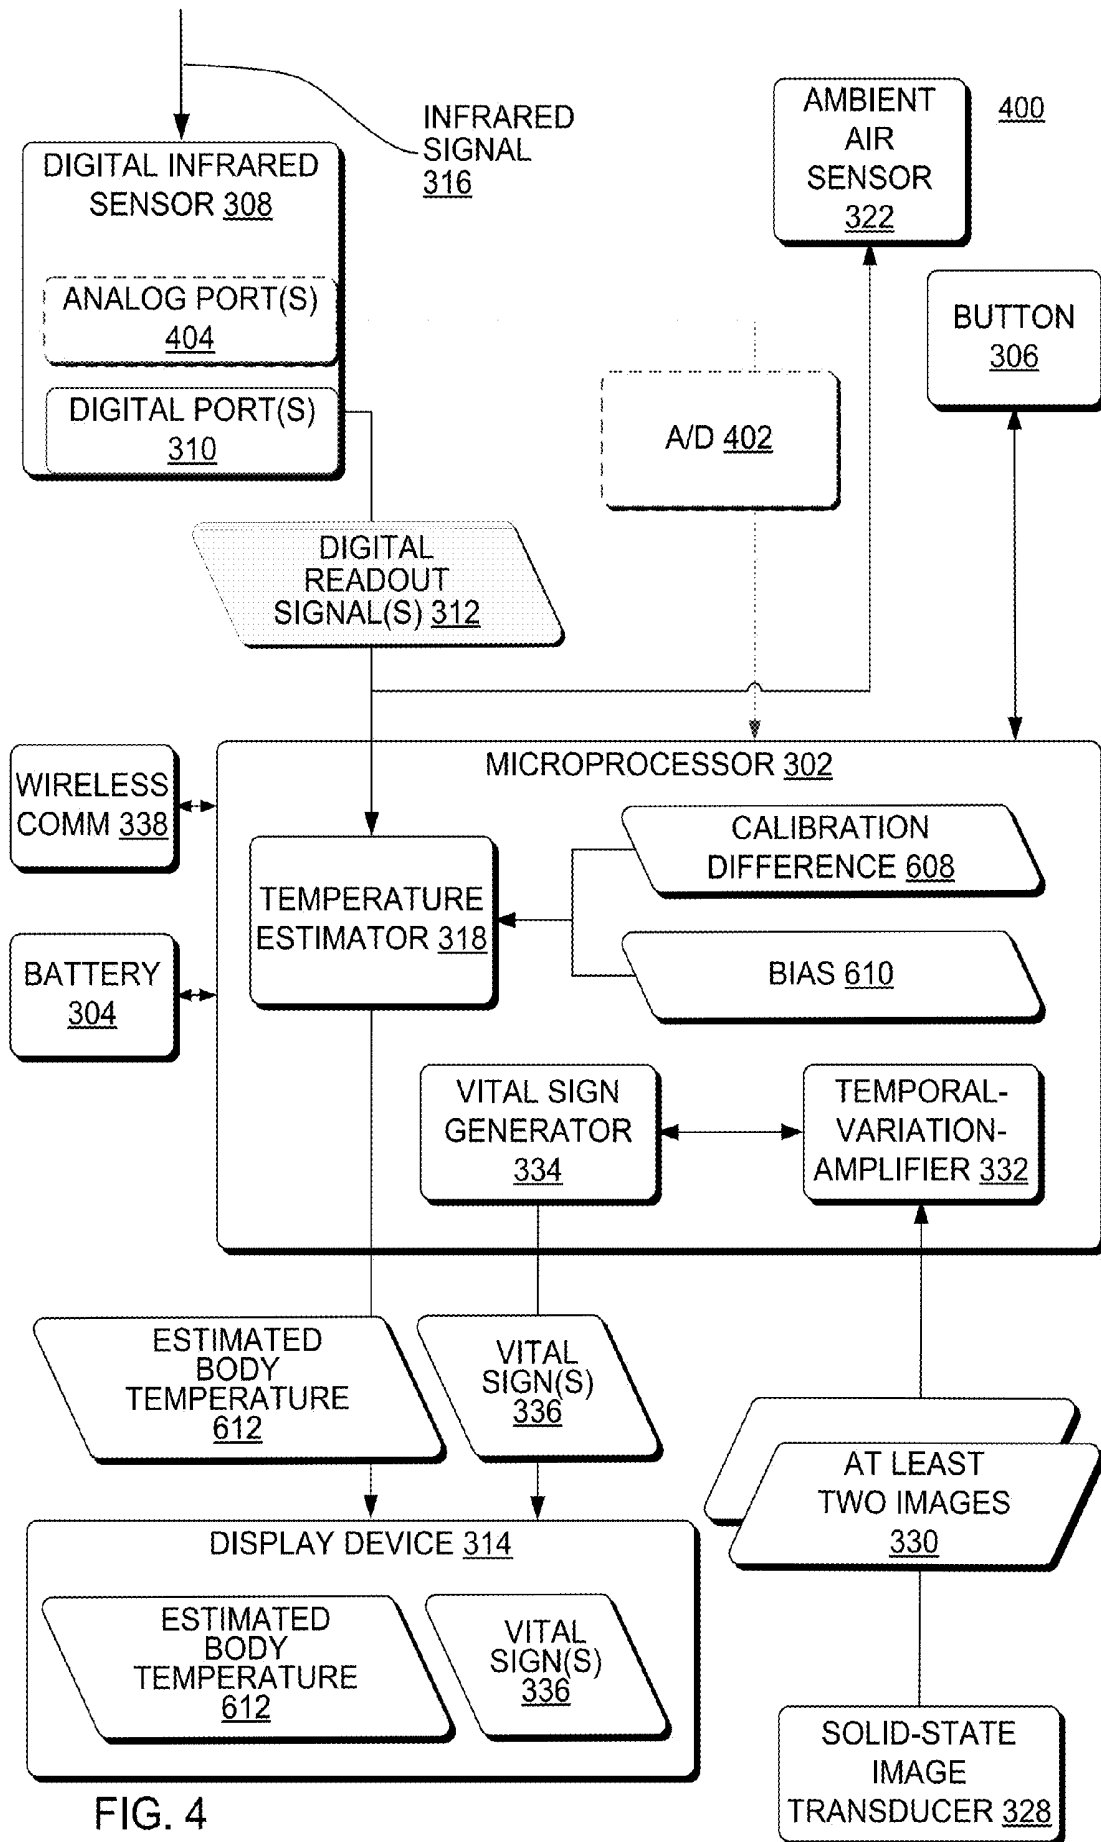 INFRARED
SIGNAL
316
AMBIENT
AIR
SENSOR
322
400
DIGITAL INFRARED
SENSOR 308
ANALOG PORT(S)
404
DIGITAL PORT(S)
310
BUTTON
306
A/D 402
DIGITAL
READOUT
SIGNAL(S) 312
MICROPROCESSOR 302
WIRELESS
COMM 338
CALIBRATION
DIFFERENCE 608
TEMPERATURE
ESTIMATOR 318
BATTERY
304
BIAS 610
VITAL SIGN
GENERATOR
334
TEMPORAL-
VARIATION-
AMPLIFIER 332
ESTIMATED
BODY
TEMPERATURE
612
VITAL
SIGN(S)
336
AT LEAST
TWO IMAGES
330
DISPLAY DEVICE 314
ESTIMATED
BODY
TEMPERATURE
612
VITAL
SIGN(S)
336
SOLID-STATE
IMAGE
TRANSDUCER 328
FIG. 4